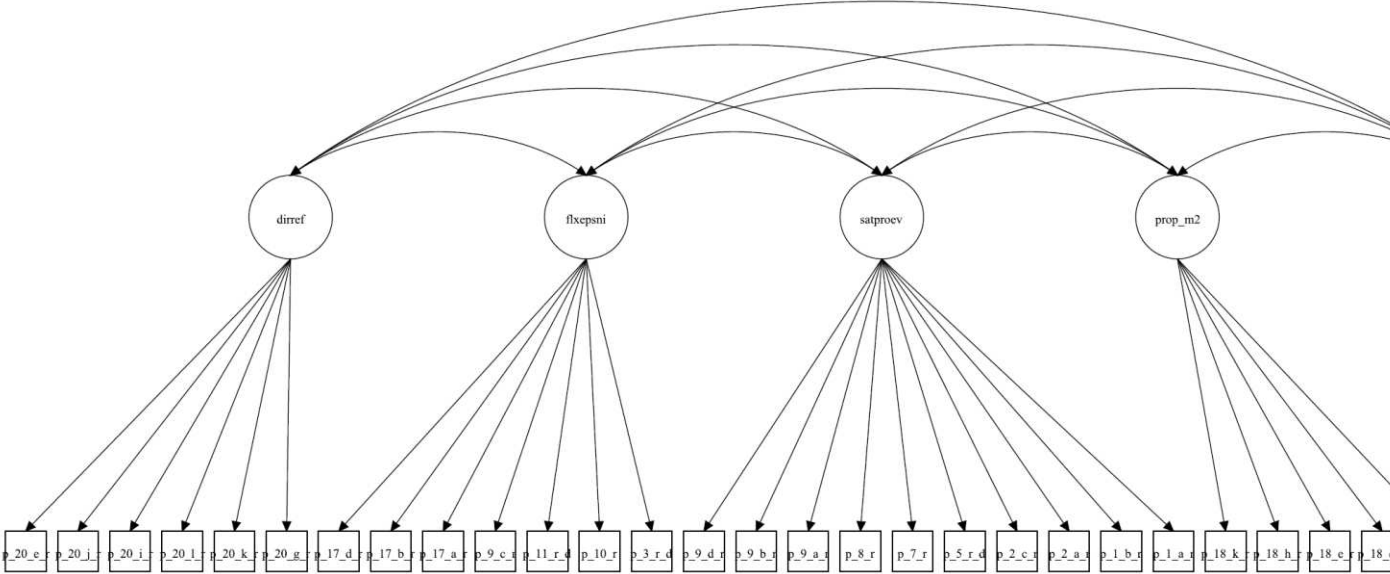 dirref
flxepsni
satproev
prop_m2
p_20_e_r
p_20_j_r
p_20_i_r
p_20_l_r
p_20_k_r
p_20_g_r
p_17_d_r
p_17_b_r
p_17_a_r
p_9_c_r
p_11_r_d
p_10_r
p_3_r_d
p_9_d_r
p_9_b_r
p_9_a_r
p_8_r
p_7_r
p_5_r_d
p_2_c_r
p_2_a_r
p_1_b_r
p_1_a_r
p_18_k_r
p_18_h_r
p_18_e_r
p_18_